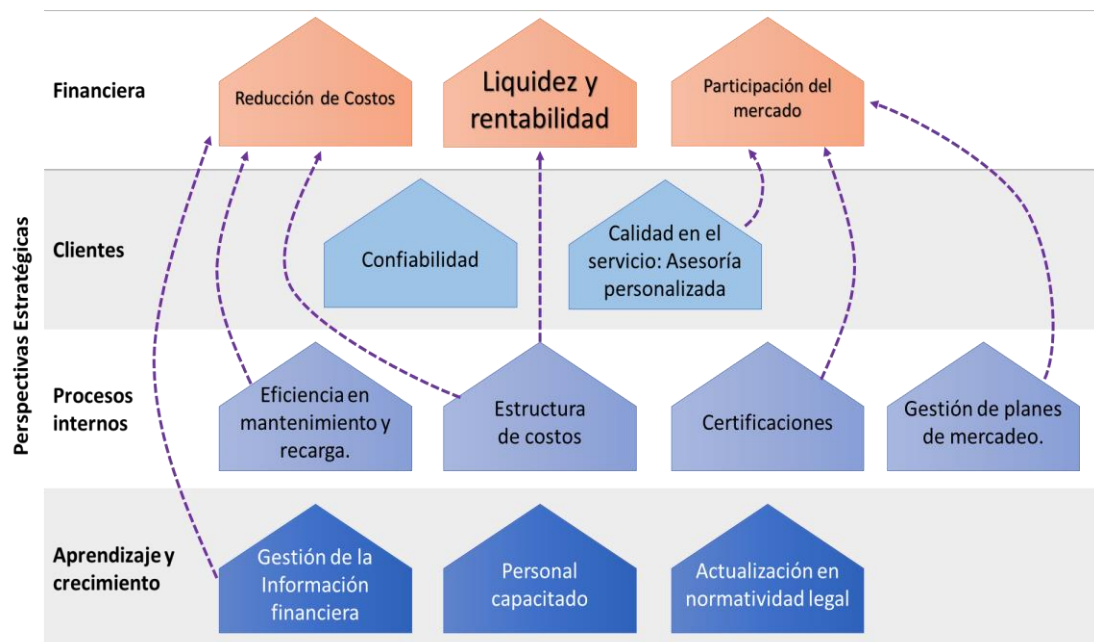 Perspectivas Estratégicas
Financiera
Reducción de Costos
Liquidez y
rentabilidad
Participación del
mercado
Clientes
Confiabilidad
Calidad en el
servicio: Asesoría
personalizada
Procesos
internos
Eficiencia en
mantenimiento y
recarga.
Estructura
de costos
Certificaciones
Gestión de planes
de mercadeo.
Aprendizaje y
crecimiento
Gestión de la
Información
financiera
Personal
capacitado
Actualización en
normatividad legal